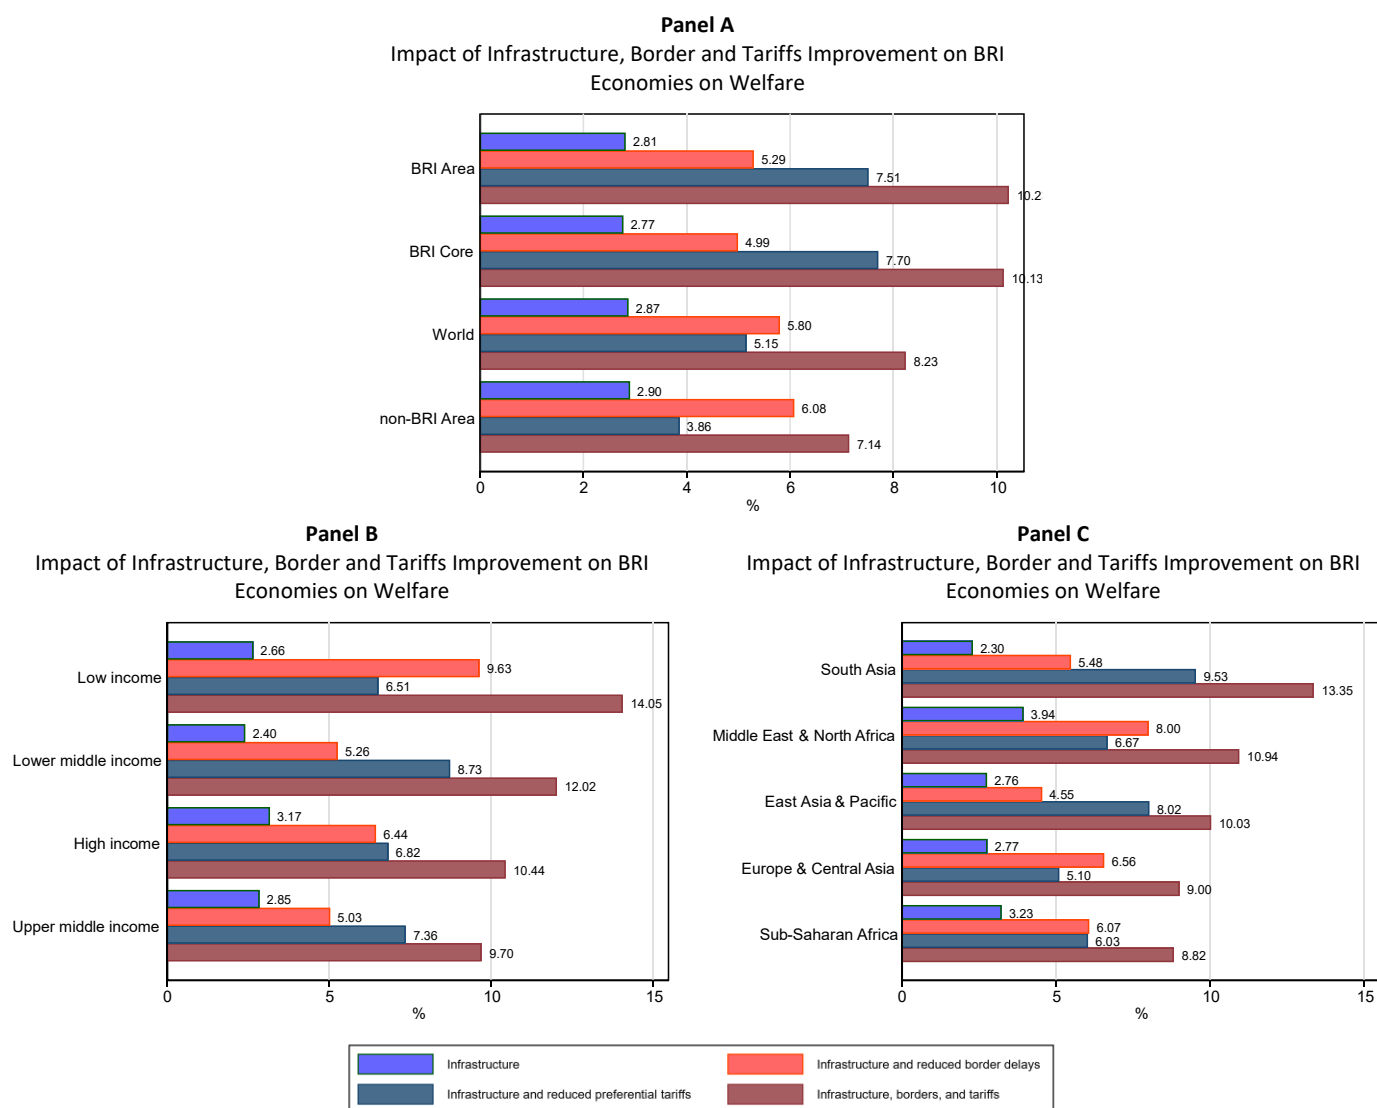 Panel A
Impact of Infrastructure, Border and Tariffs Improvement on BRI
Economies on Welfare
BRI Area
2.81
5.29
7.51
10.2
BRI Core
2.77
4.99
7.70
10.13
World
2.87
5.80
5.15
8.23
non-BRI Area
2.90
6.08
3.86
7.14
0 2 4 6 8 10
%
Panel B
Impact of Infrastructure, Border and Tariffs Improvement on BRI
Economies on Welfare
Low income
2.66
9.63
6.51
14.05
Lower middle income
2.40
5.26
8.73
12.02
High income
3.17
6.44
6.82
10.44
Upper middle income
2.85
5.03
7.36
9.70
0 5 10 15
%
Panel C
Impact of Infrastructure, Border and Tariffs Improvement on BRI
Economies on Welfare
South Asia
2.30
5.48
9.53
13.35
Middle East & North Africa
3.94
8.00
6.67
10.94
East Asia & Pacific
2.76
4.55
8.02
10.03
Europe & Central Asia
2.77
6.56
5.10
9.00
Sub-Saharan Africa
3.23
6.07
6.03
8.82
0 5 10 15
%
Infrastructure
Infrastructure and reduced border delays
Infrastructure and reduced preferential tariffs
Infrastructure, borders, and tariffs